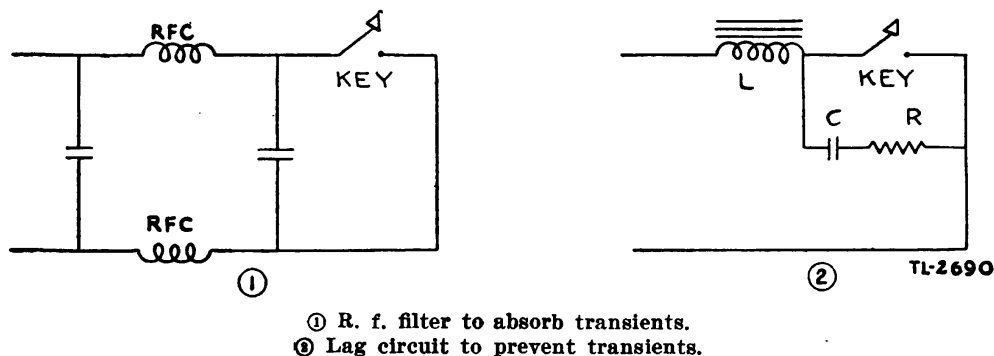 RFC
KEY
RFC
①
L
KEY
C R
②
TL-2690
① R. f. filter to absorb transients.
② Lag circuit to prevent transients.